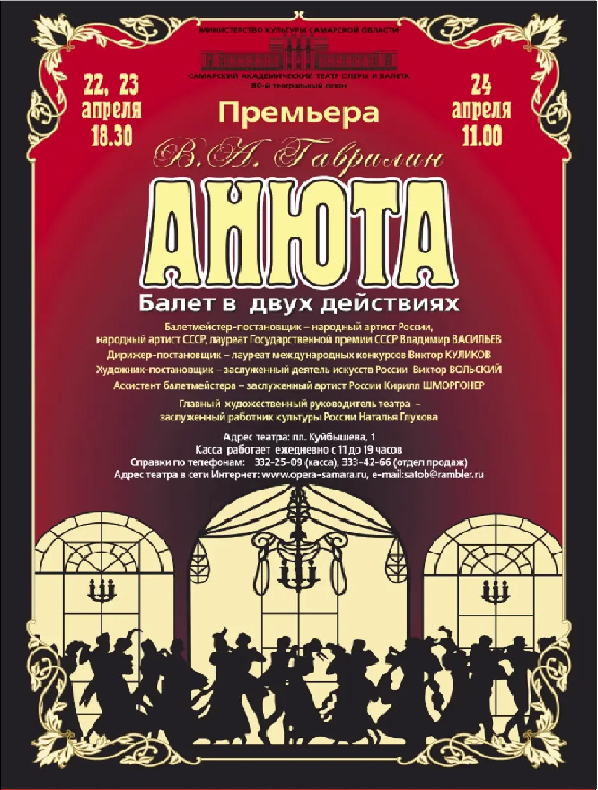 МИНИСТЕРСТВО КУЛЬТУРЫ САМАРСКОЙ ОБЛАСТИ
САМАРСКИЙ АКАДЕМИЧЕСКИЙ ТЕАТР ОПЕРЫ И БАЛЕТА
80-й театральный сезон
22, 23
апреля
18.30
24
апреля
11.00
Премьера
В.А. Гаврилин
АНЮТА
Балет в двух действиях
Балетмейстер-постановщик – народный артист России,
народный артист СССР, лауреат Государственной премии СССР Владимир ВАСИЛЬЕВ
Дирижер-постановщик – лауреат международных конкурсов Виктор КУЛИКОВ
Художник-постановщик – заслуженный деятель искусств России Виктор ВОЛЬСКИЙ
Ассистент балетмейстера – заслуженный артист России Кирилл ШМОРГОНЕР
Главный художественный руководитель театра –
заслуженный работник культуры России Наталья Глухова
Адрес театра: пл. Куйбышева, 1
Касса работает ежедневно с 11 до 19 часов
Справки по телефонам: 332-25-09 (касса), 333-42-66 (отдел продаж)
Адрес театра в сети Интернет: www.opera-samara.ru, e-mail:satob@rambler.ru